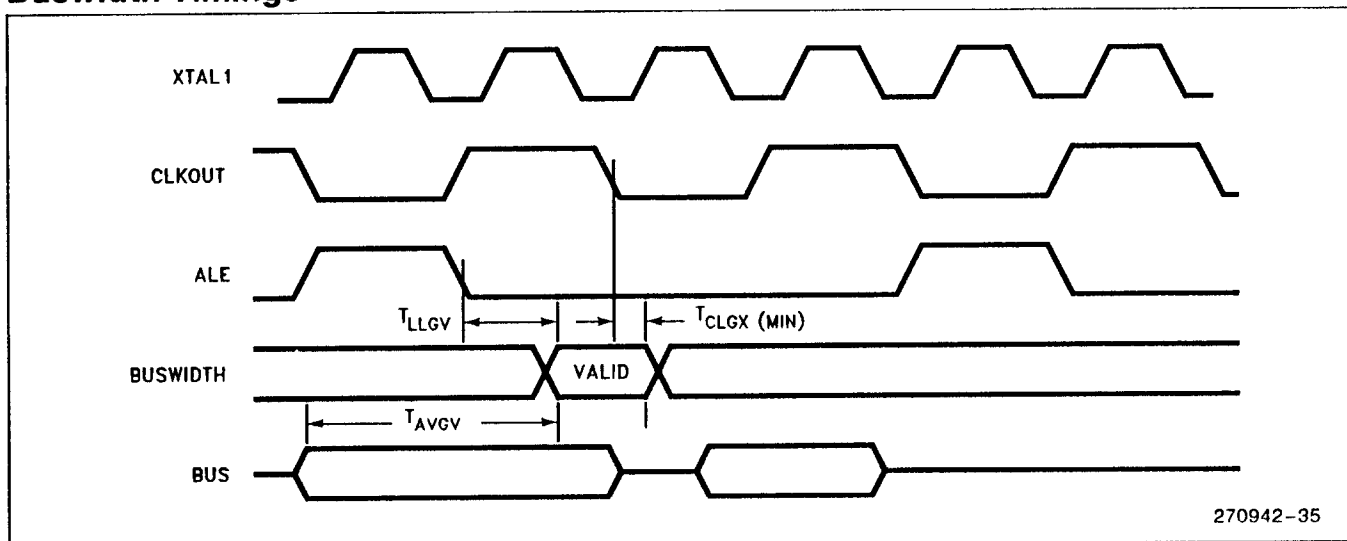 XTAL1
CLKOUT
ALE
TLLGV
TCLGX (MIN)
BUSWIDTH
VALID
TAVGV
BUS
270942-35